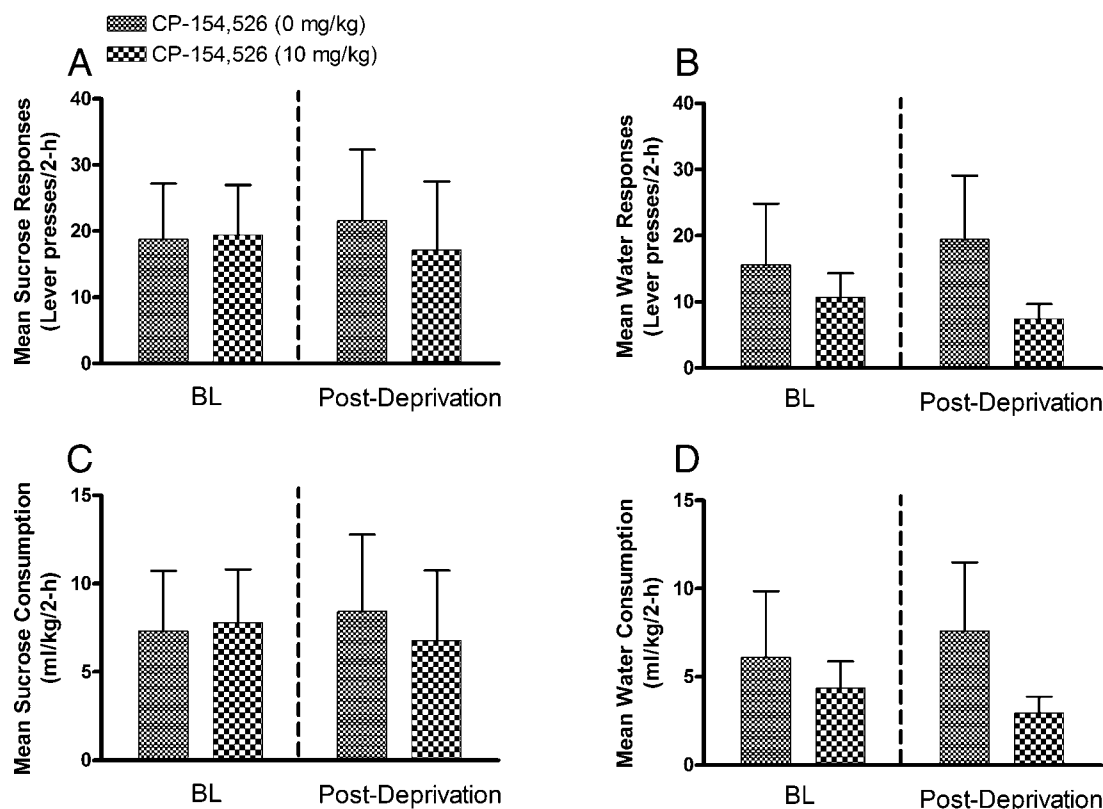 CP-154,526 (0 mg/kg)
CP-154,526 (10 mg/kg)
A
Mean Sucrose Responses
(Lever presses/2-h)
40
30
20
10
0
BL
Post-Deprivation
B
Mean Water Responses
(Lever presses/2-h)
40
30
20
10
0
BL
Post-Deprivation
C
Mean Sucrose Consumption
(ml/kg/2-h)
15
10
5
0
BL
Post-Deprivation
D
Mean Water Consumption
(ml/kg/2-h)
15
10
5
0
BL
Post-Deprivation